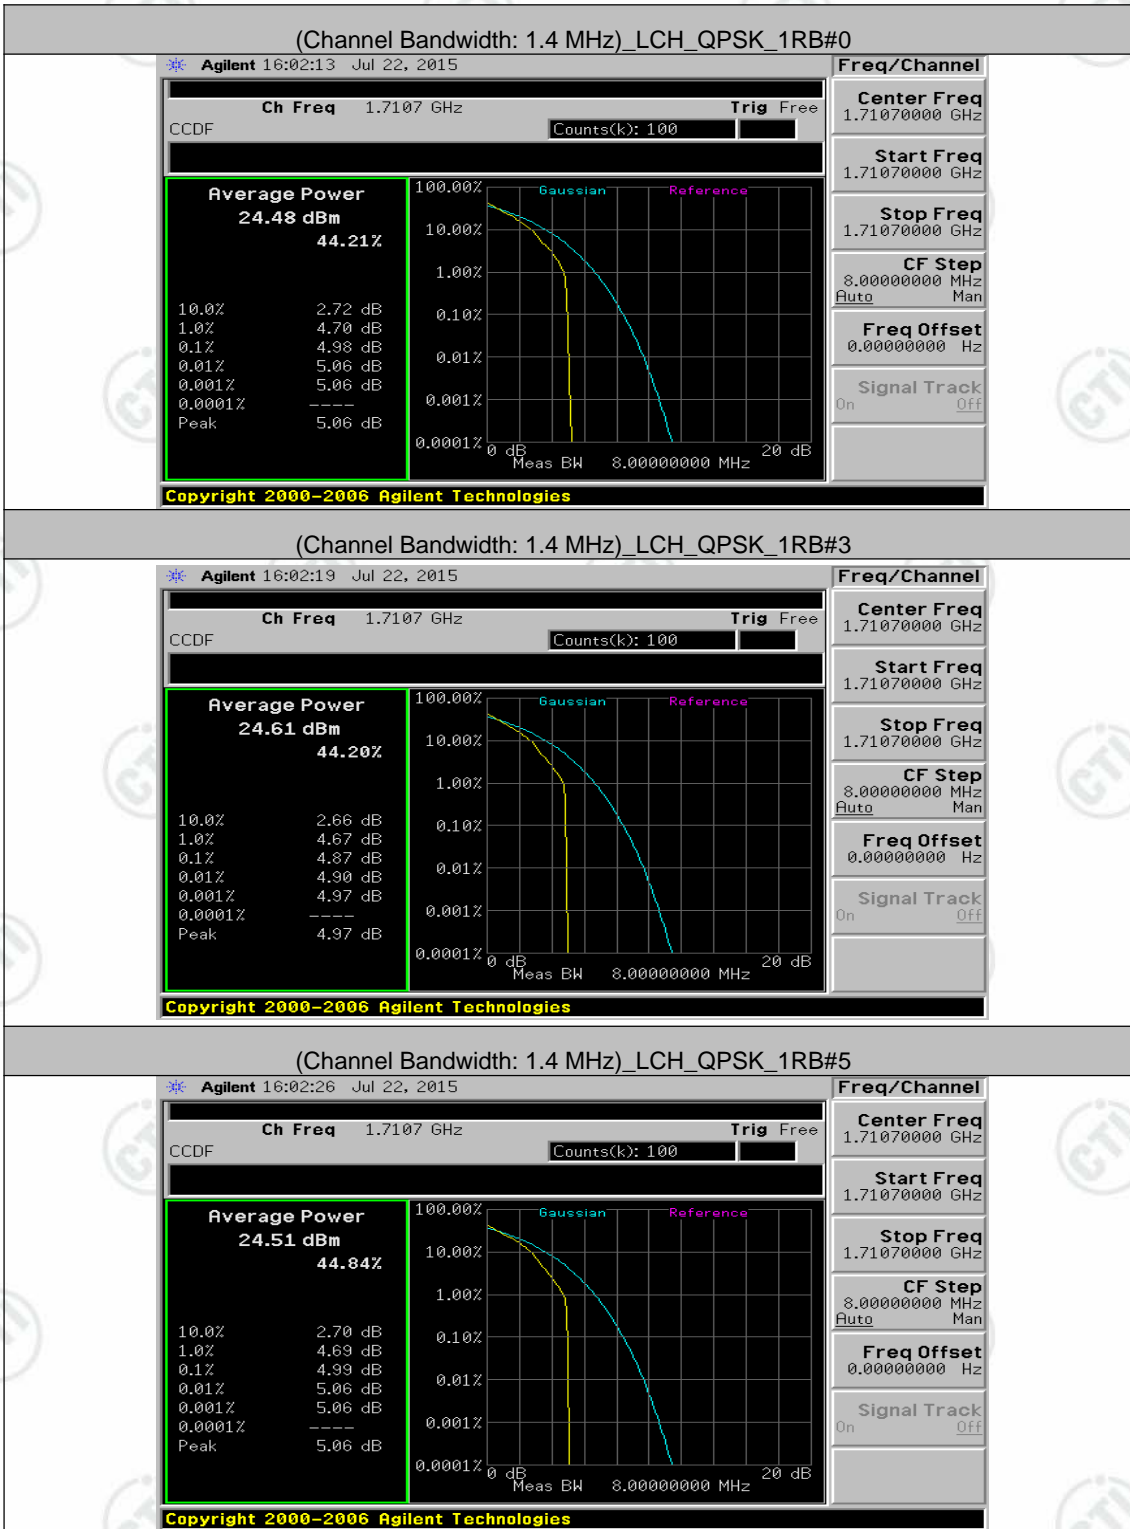 (Channel Bandwidth: 1.4 MHz)_LCH_QPSK_1RB#0
Agilent 16:02:13 Jul 22, 2015
Freq/Channel
Ch Freq 1.7107 GHz Trig Free
CCDF Counts(k): 100
Center Freq
1.71070000 GHz
Start Freq
1.71070000 GHz
Stop Freq
1.71070000 GHz
CF Step
8.00000000 MHz
Auto Man
Freq Offset
0.00000000 Hz
Signal Track
On Off
Average Power
24.48 dBm
44.21%
10.0% 2.72 dB
1.0% 4.70 dB
0.1% 4.98 dB
0.01% 5.06 dB
0.001% 5.06 dB
0.0001% ----
Peak 5.06 dB
Gaussian Reference
100.00%
10.00%
1.00%
0.10%
0.01%
0.001%
0.0001%
0 dB 20 dB
Meas BW 8.00000000 MHz
Copyright 2000-2006 Agilent Technologies
(Channel Bandwidth: 1.4 MHz)_LCH_QPSK_1RB#3
Agilent 16:02:19 Jul 22, 2015
Freq/Channel
Ch Freq 1.7107 GHz Trig Free
CCDF Counts(k): 100
Center Freq
1.71070000 GHz
Start Freq
1.71070000 GHz
Stop Freq
1.71070000 GHz
CF Step
8.00000000 MHz
Auto Man
Freq Offset
0.00000000 Hz
Signal Track
On Off
Average Power
24.61 dBm
44.20%
10.0% 2.66 dB
1.0% 4.67 dB
0.1% 4.87 dB
0.01% 4.90 dB
0.001% 4.97 dB
0.0001% ----
Peak 4.97 dB
Gaussian Reference
100.00%
10.00%
1.00%
0.10%
0.01%
0.001%
0.0001%
0 dB 20 dB
Meas BW 8.00000000 MHz
Copyright 2000-2006 Agilent Technologies
(Channel Bandwidth: 1.4 MHz)_LCH_QPSK_1RB#5
Agilent 16:02:26 Jul 22, 2015
Freq/Channel
Ch Freq 1.7107 GHz Trig Free
CCDF Counts(k): 100
Center Freq
1.71070000 GHz
Start Freq
1.71070000 GHz
Stop Freq
1.71070000 GHz
CF Step
8.00000000 MHz
Auto Man
Freq Offset
0.00000000 Hz
Signal Track
On Off
Average Power
24.51 dBm
44.84%
10.0% 2.70 dB
1.0% 4.69 dB
0.1% 4.99 dB
0.01% 5.06 dB
0.001% 5.06 dB
0.0001% ----
Peak 5.06 dB
Gaussian Reference
100.00%
10.00%
1.00%
0.10%
0.01%
0.001%
0.0001%
0 dB 20 dB
Meas BW 8.00000000 MHz
Copyright 2000-2006 Agilent Technologies
CTI
CTI
CTI
CTI
CTI
CTI